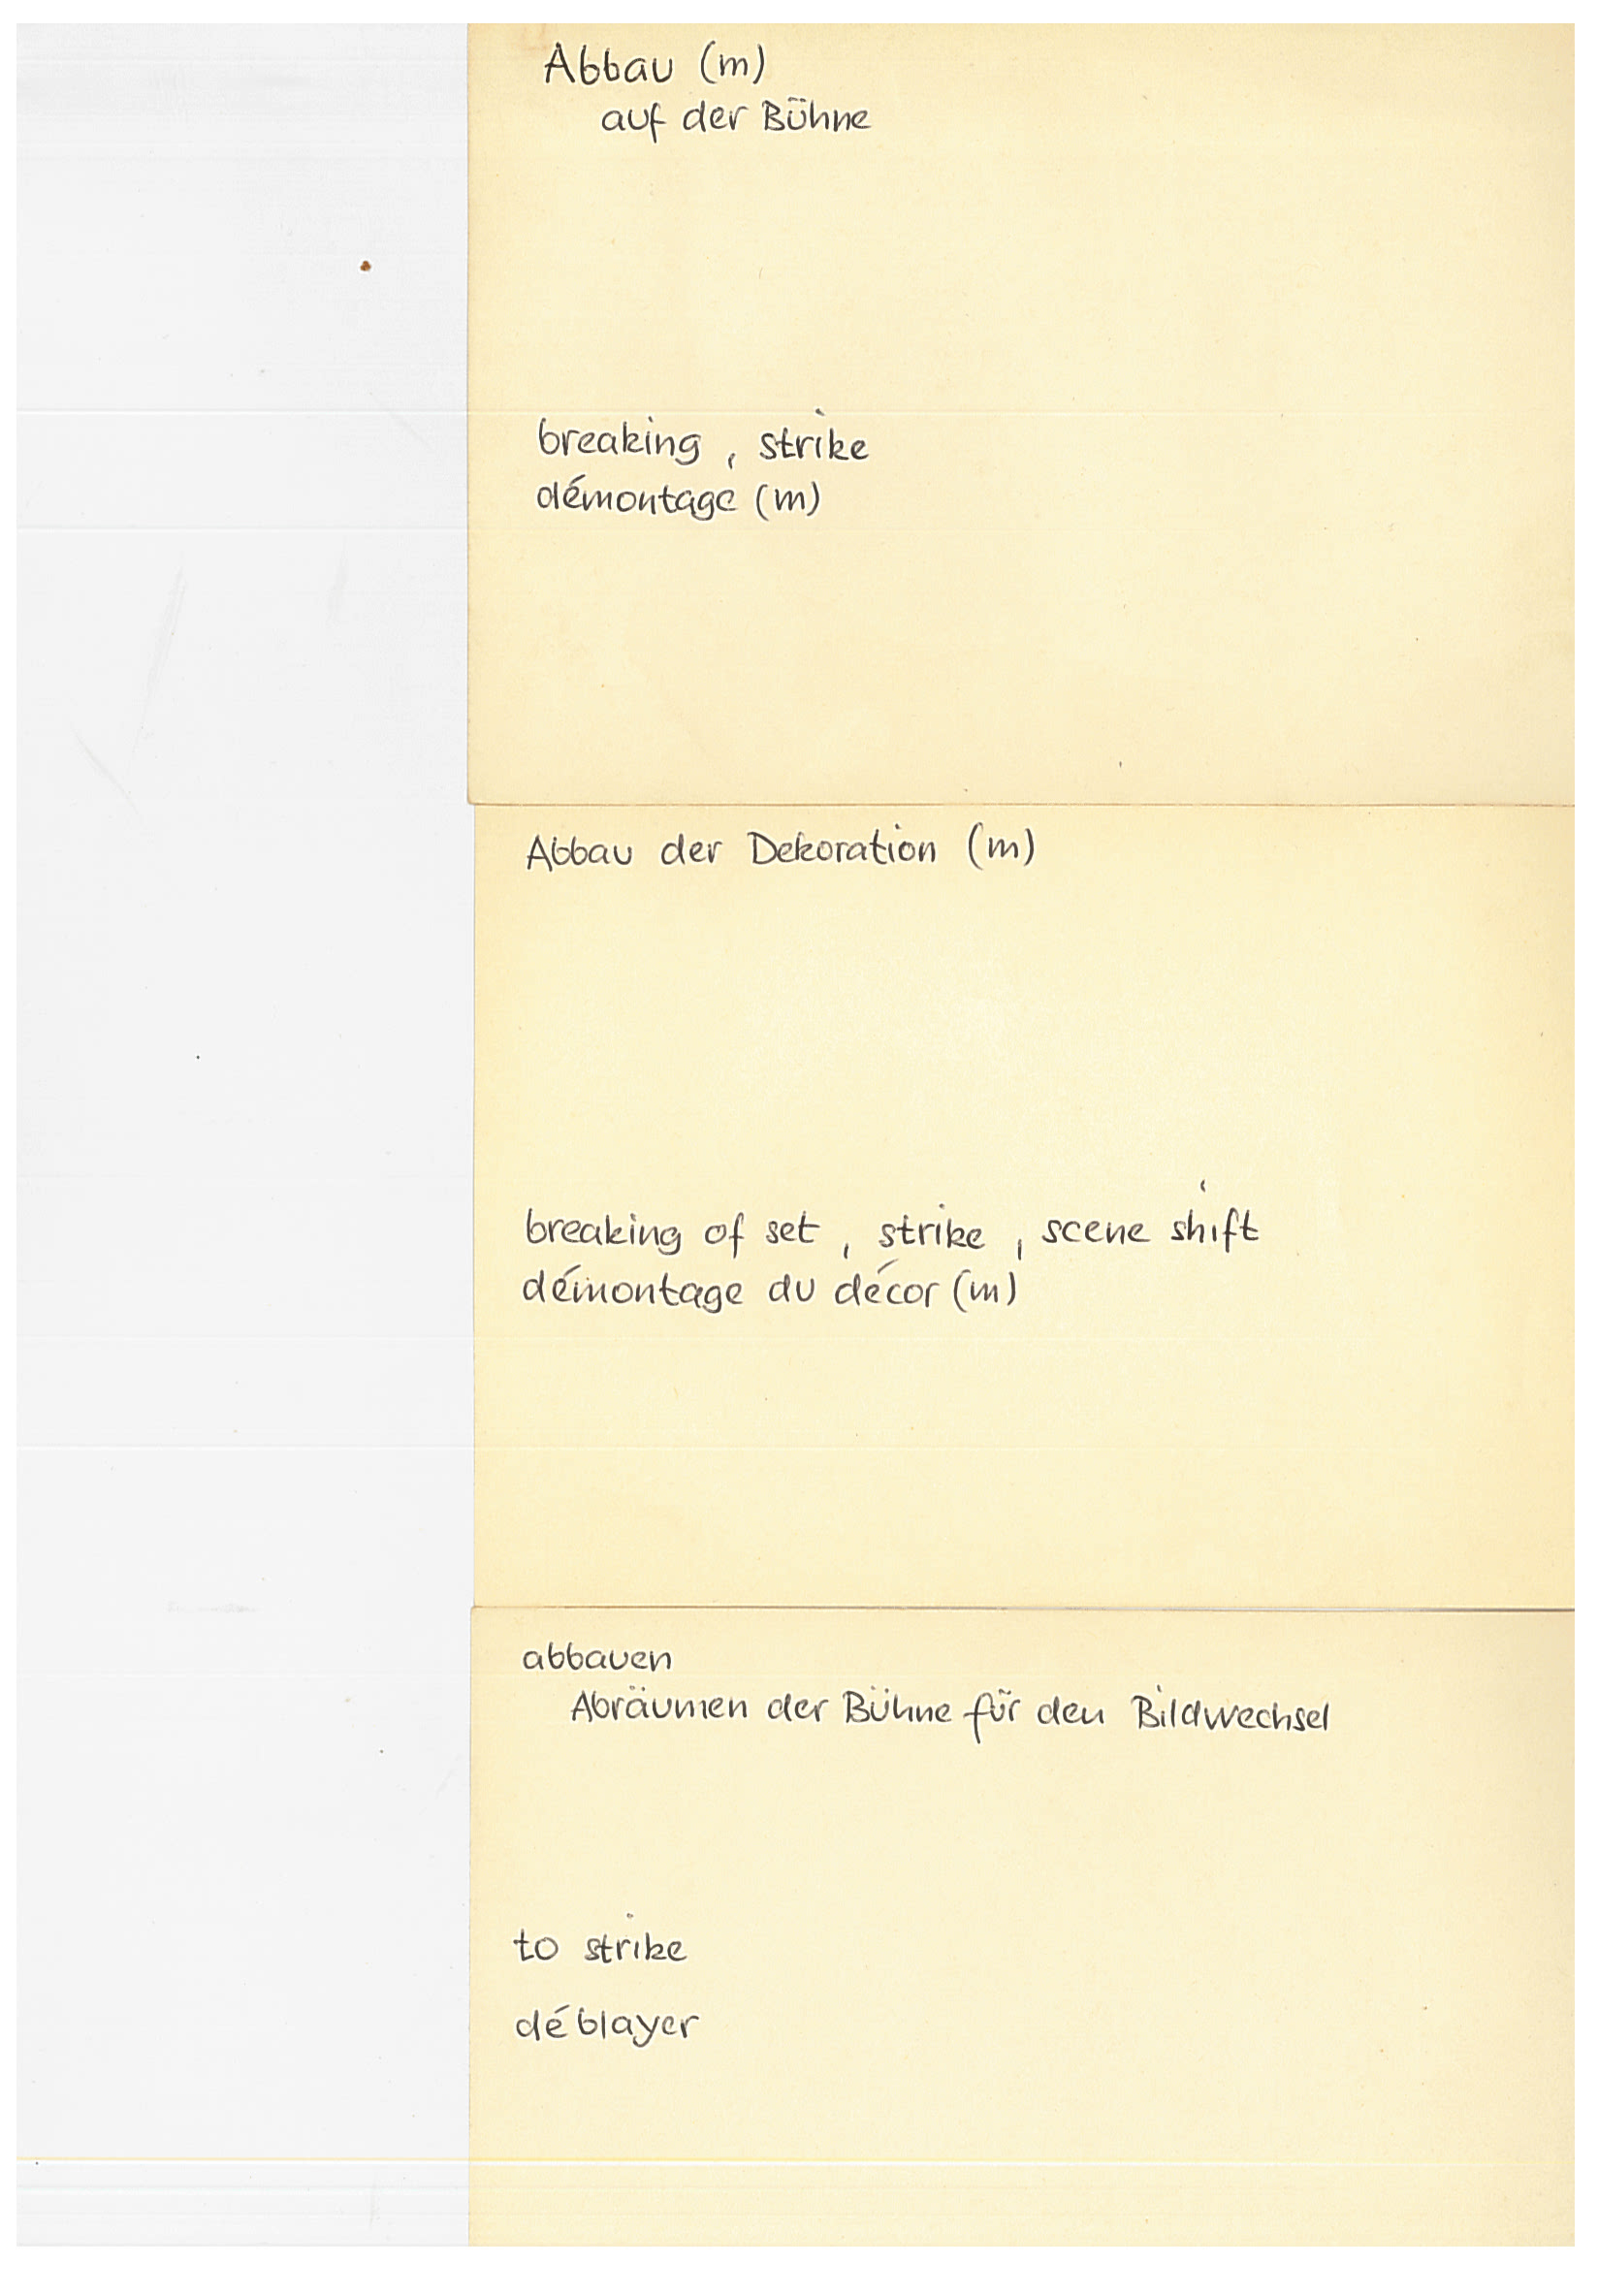 Abbau (m)
auf der Bühne
breaking, strike
démontage (m)
Abbau der Dekoration (m)
breaking of set, strike, scene shift
démontage du décor (m)
abbauen
Abräumen der Bühne für den Bildwechsel
to strike
déblayer